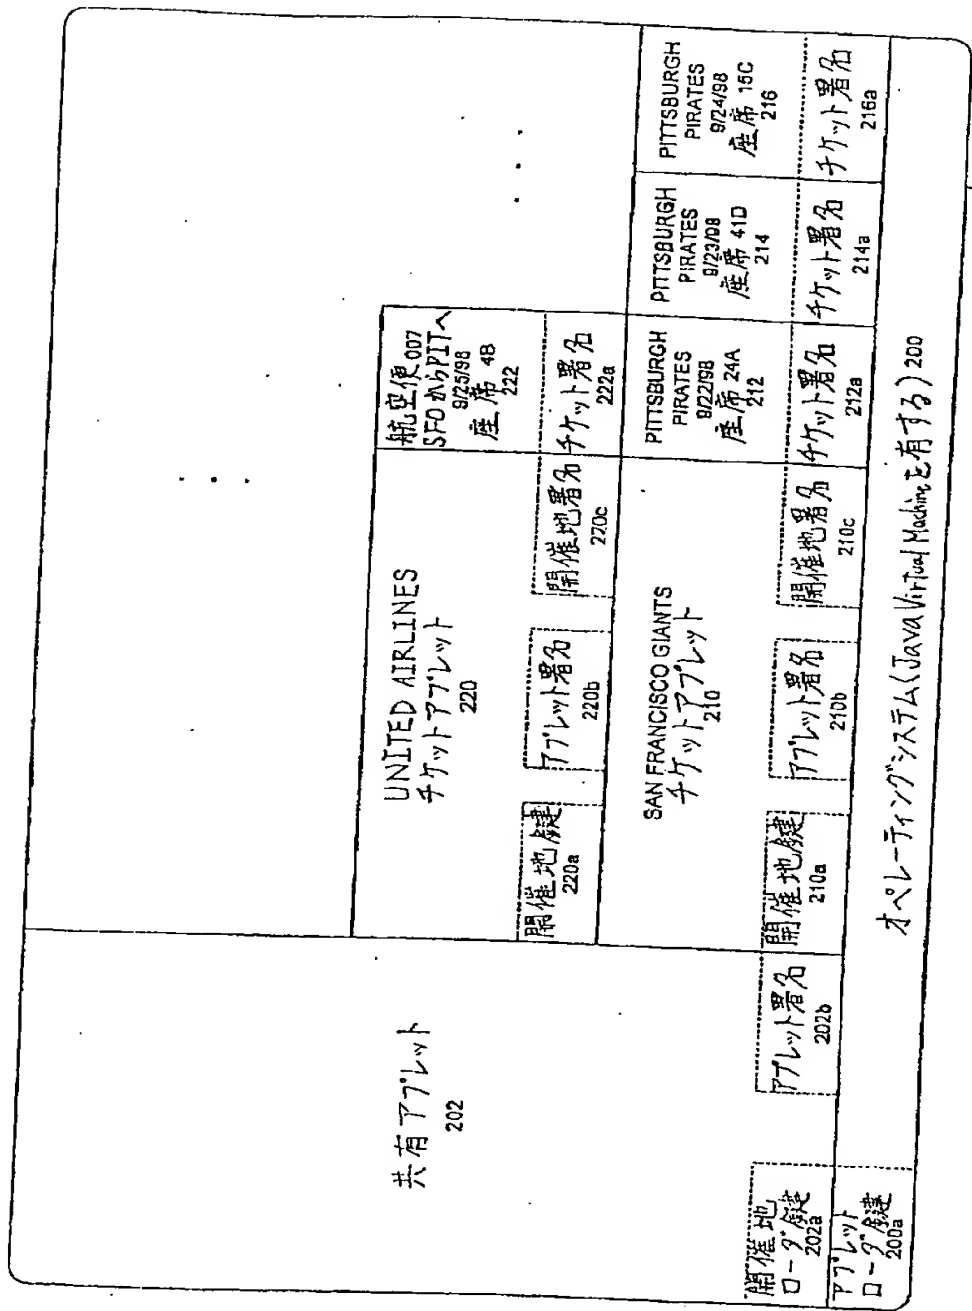 共有アプレット
202
開催地
ローダ鍵
202a
アプレット署名
202b
UNITED AIRLINES
チケットアプレット
220
開催地鍵
220a
アプレット署名
220b
開催地署名
220c
航空便 007
SFOからPITへ
9/25/98
座席 4B
222
チケット署名
222a
SAN FRANCISCO GIANTS
チケットアプレット
210
開催地鍵
210a
アプレット署名
210b
開催地署名
210c
PITTSBURGH
PIRATES
9/22/98
座席 24A
212
チケット署名
212a
PITTSBURGH
PIRATES
9/23/98
座席 41D
214
チケット署名
214a
PITTSBURGH
PIRATES
9/24/98
座席 15C
216
チケット署名
216a
アプレット
ローダ鍵
200a
オペレーティングシステム(Java Virtual Machineを有する) 200